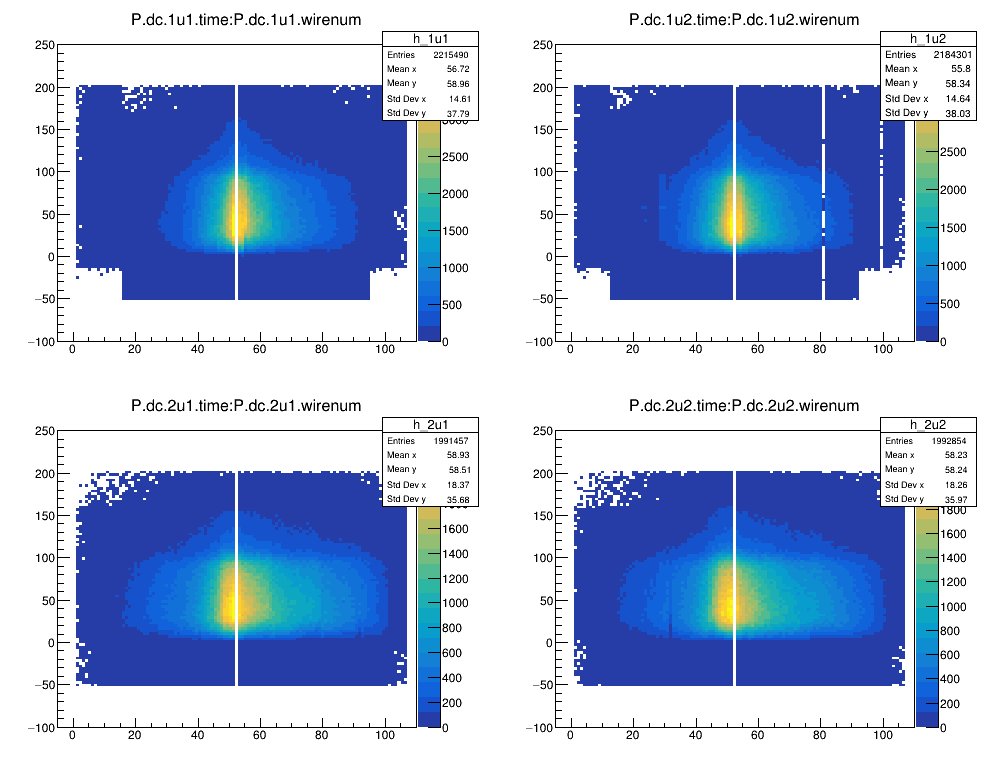 P.dc.1u1.time:P.dc.1u1.wirenum
h_1u1
Entries 2215490
Mean x 56.72
Mean y 58.96
Std Dev x 14.61
Std Dev y 37.79
250
200
150
100
50
0
−50
−100
0 20 40 60 80 100
3000
2500
2000
1500
1000
500
0
P.dc.1u2.time:P.dc.1u2.wirenum
h_1u2
Entries 2184301
Mean x 55.8
Mean y 58.34
Std Dev x 14.64
Std Dev y 38.03
250
200
150
100
50
0
−50
−100
0 20 40 60 80 100
2500
2000
1500
1000
500
0
P.dc.2u1.time:P.dc.2u1.wirenum
h_2u1
Entries 1991457
Mean x 58.93
Mean y 58.51
Std Dev x 18.37
Std Dev y 35.68
250
200
150
100
50
0
−50
−100
0 20 40 60 80 100
1600
1400
1200
1000
800
600
400
200
0
P.dc.2u2.time:P.dc.2u2.wirenum
h_2u2
Entries 1992854
Mean x 58.23
Mean y 58.24
Std Dev x 18.26
Std Dev y 35.97
250
200
150
100
50
0
−50
−100
0 20 40 60 80 100
1800
1600
1400
1200
1000
800
600
400
200
0